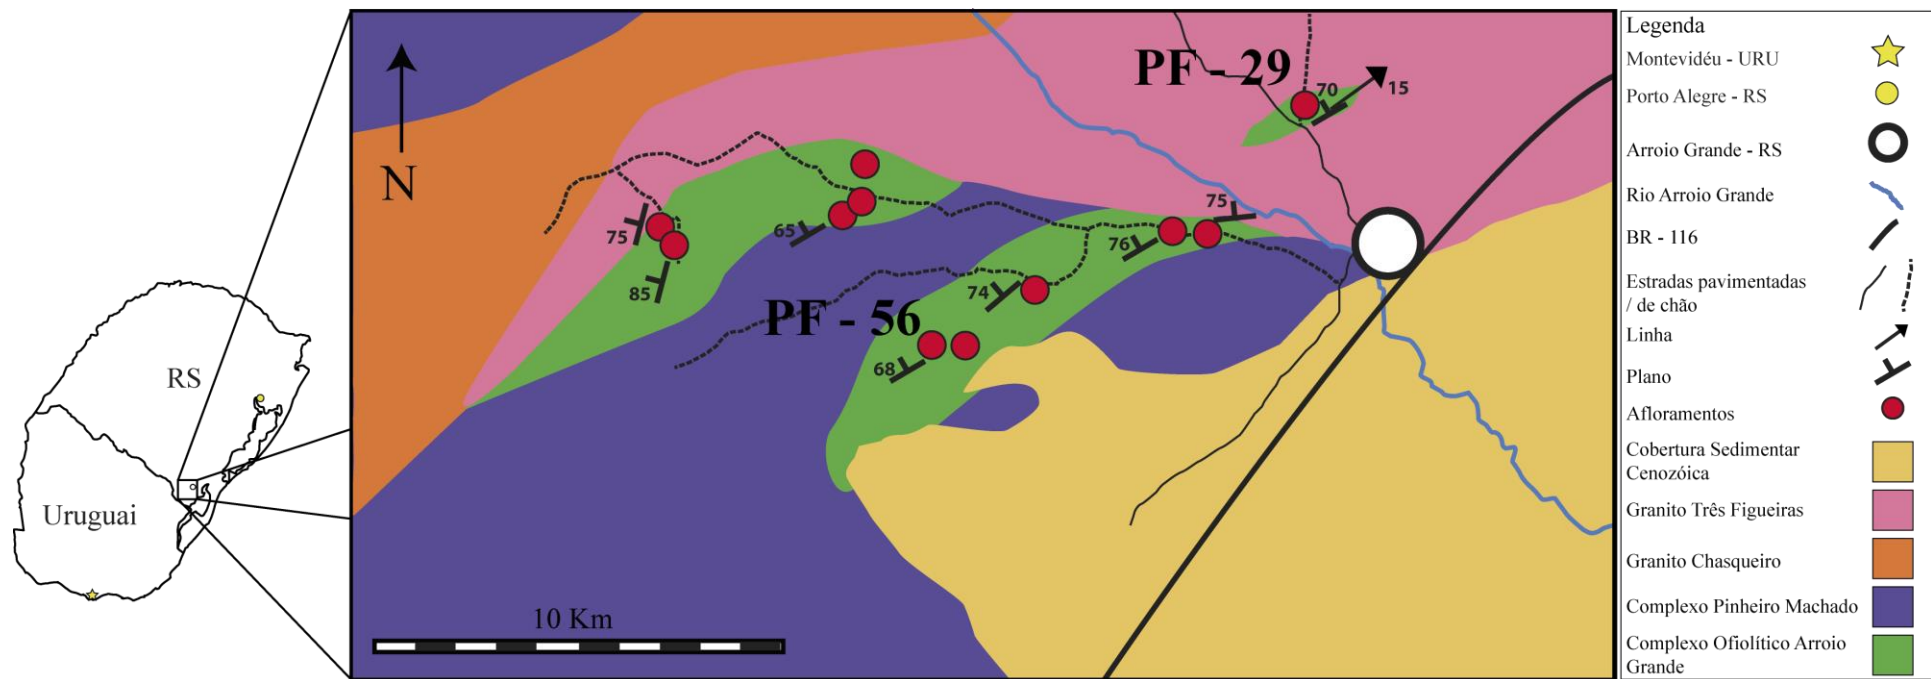 RS
Uruguai
N
PF - 29
70
15
75
65
85
75
76
74
PF - 56
68
10 Km
Legenda
Montevidéu - URU
Porto Alegre - RS
Arroio Grande - RS
Rio Arroio Grande
BR - 116
Estradas pavimentadas
/ de chão
Linha
Plano
Afloramentos
Cobertura Sedimentar
Cenozóica
Granito Três Figueiras
Granito Chasqueiro
Complexo Pinheiro Machado
Complexo Ofiolítico Arroio
Grande